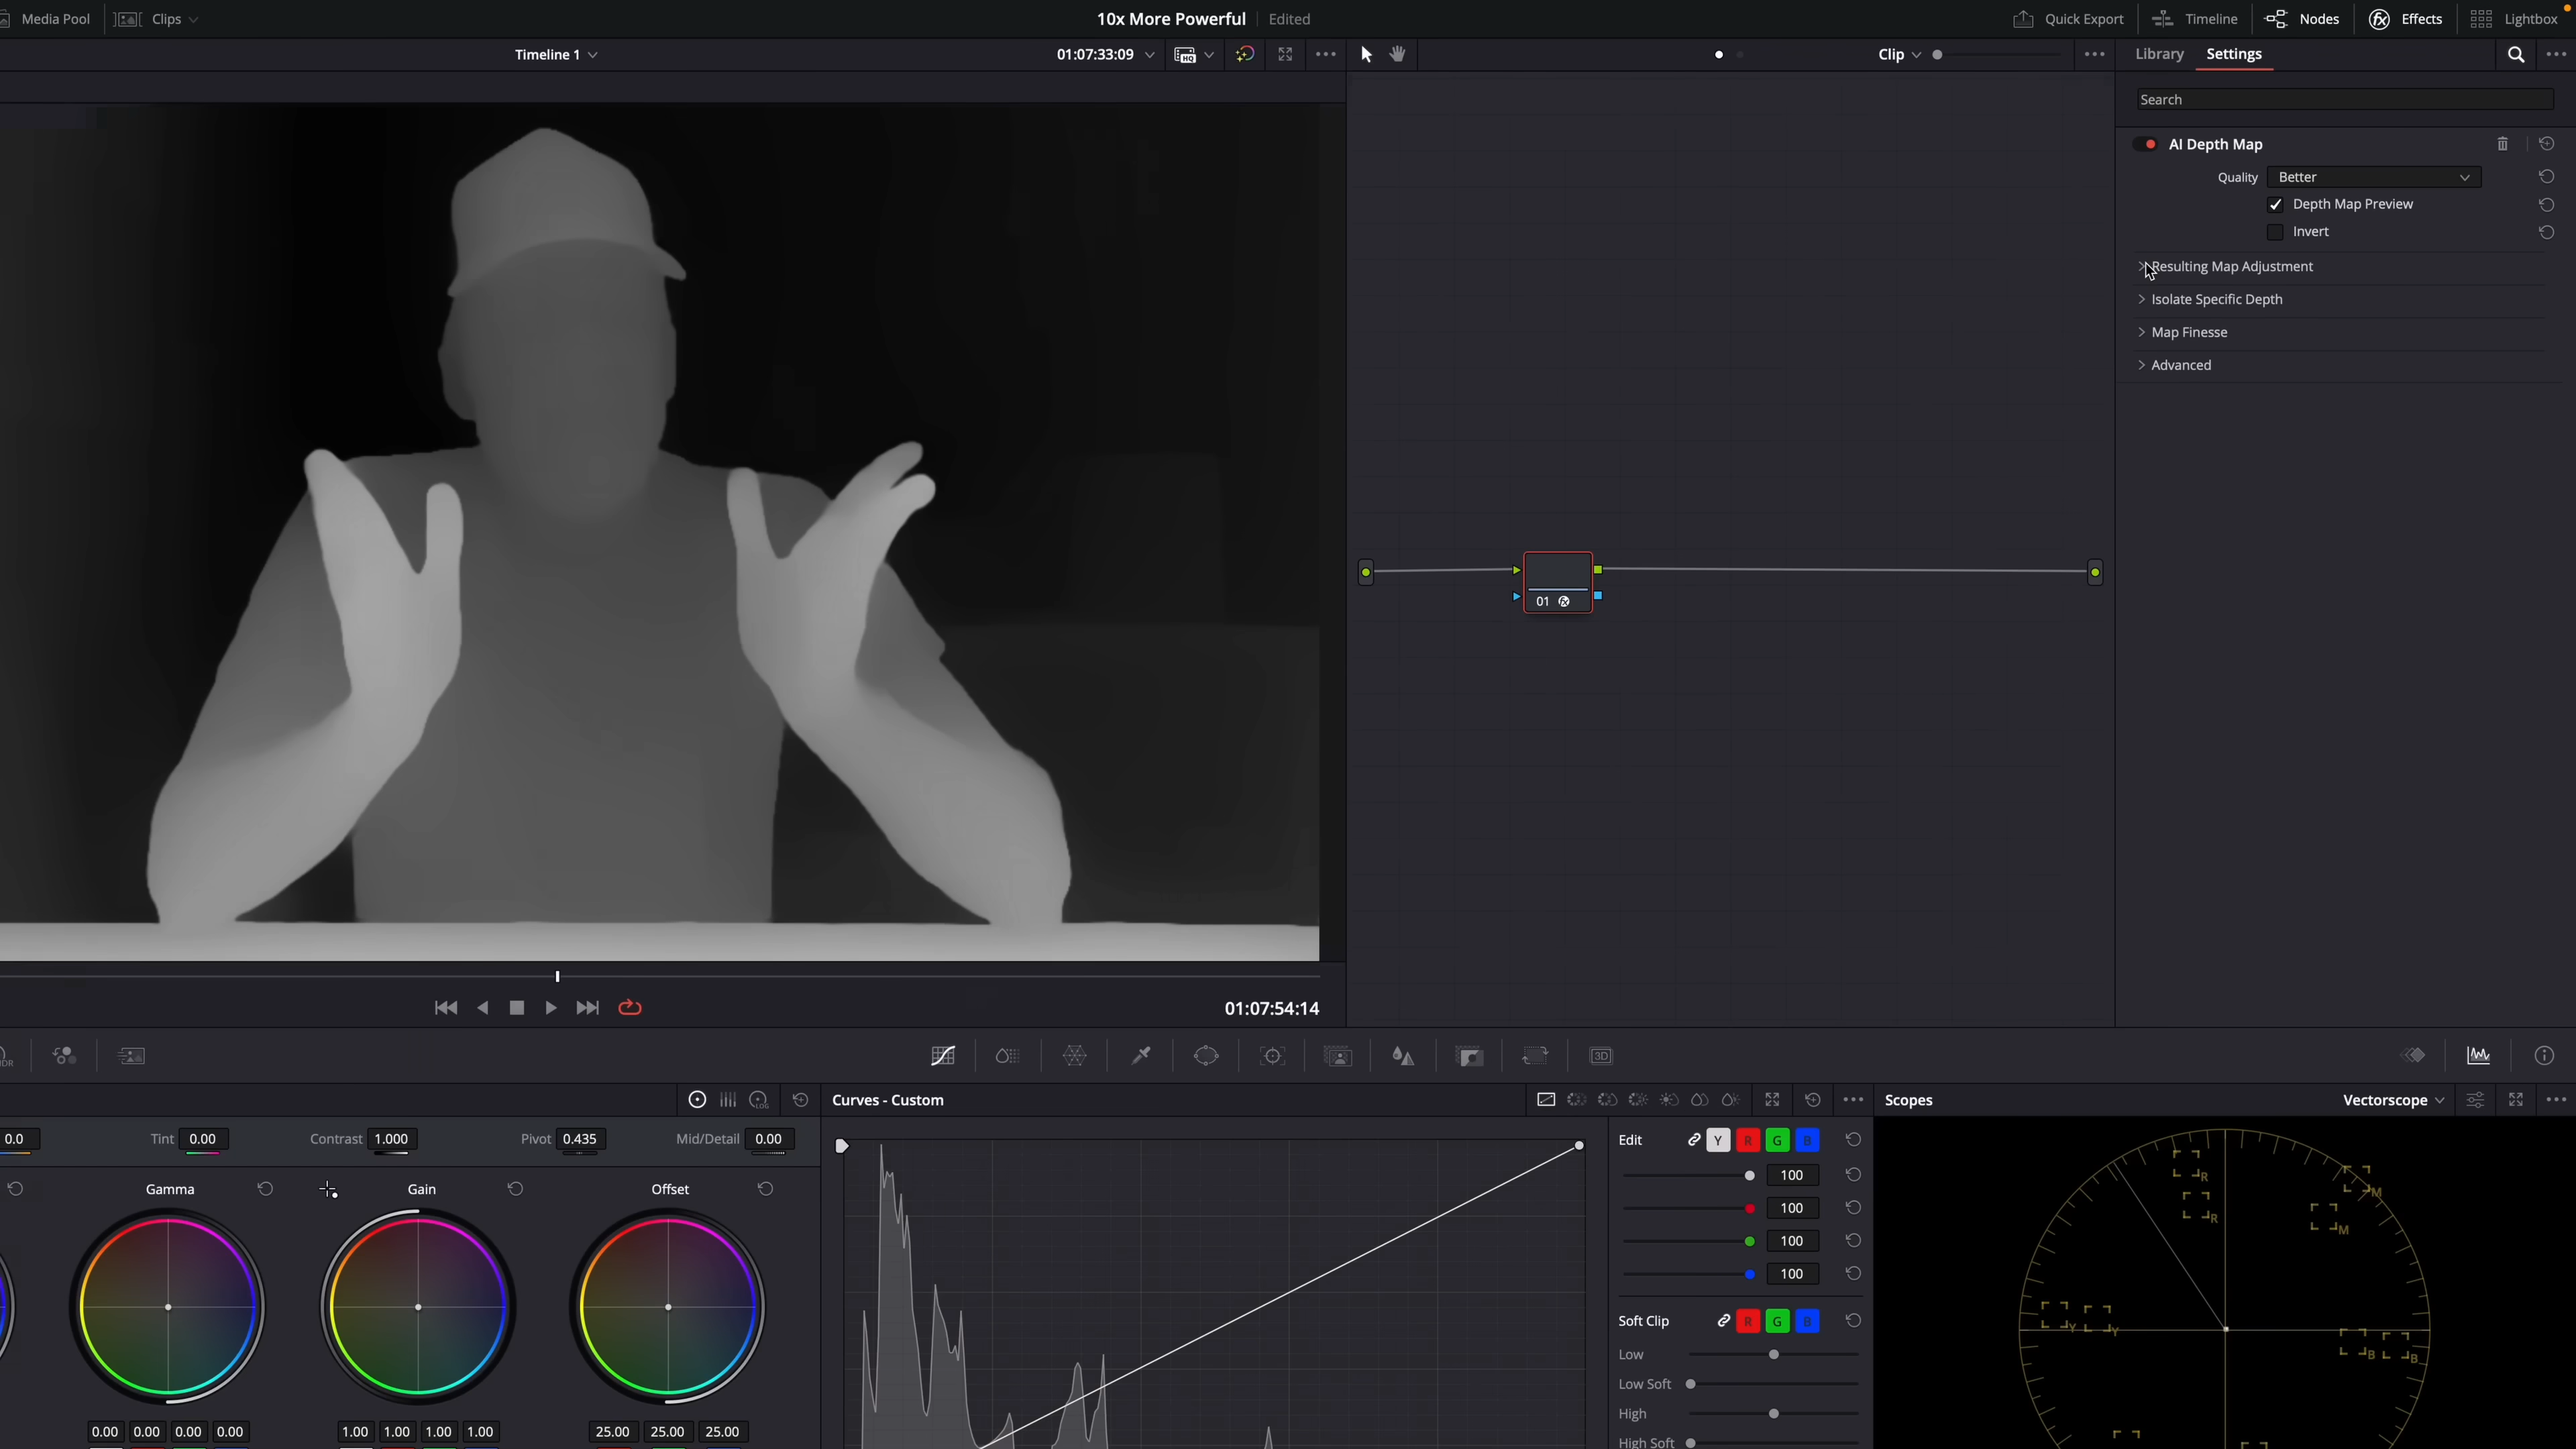 Media Pool Clips 10x More Powerful Edited Quick Export Timeline Nodes Effects Lightbox
Timeline 1 01:07:33:09 HQ Clip Library Settings
Search
AI Depth Map
Quality Better
Depth Map Preview
Invert
Resulting Map Adjustment
Isolate Specific Depth
Map Finesse
Advanced
01
01:07:54:14
3D
LOG Curves - Custom Scopes Vectorscope
0.0 Tint 0.00 Contrast 1.000 Pivot 0.435 Mid/Detail 0.00 Edit Y R G B
100
Gamma Gain Offset
100
100
100
Soft Clip R G B
Low
Low Soft
High
High Soft
0.00 0.00 0.00 0.00 1.00 1.00 1.00 1.00 25.00 25.00 25.00
R M
R M
Y Y B B